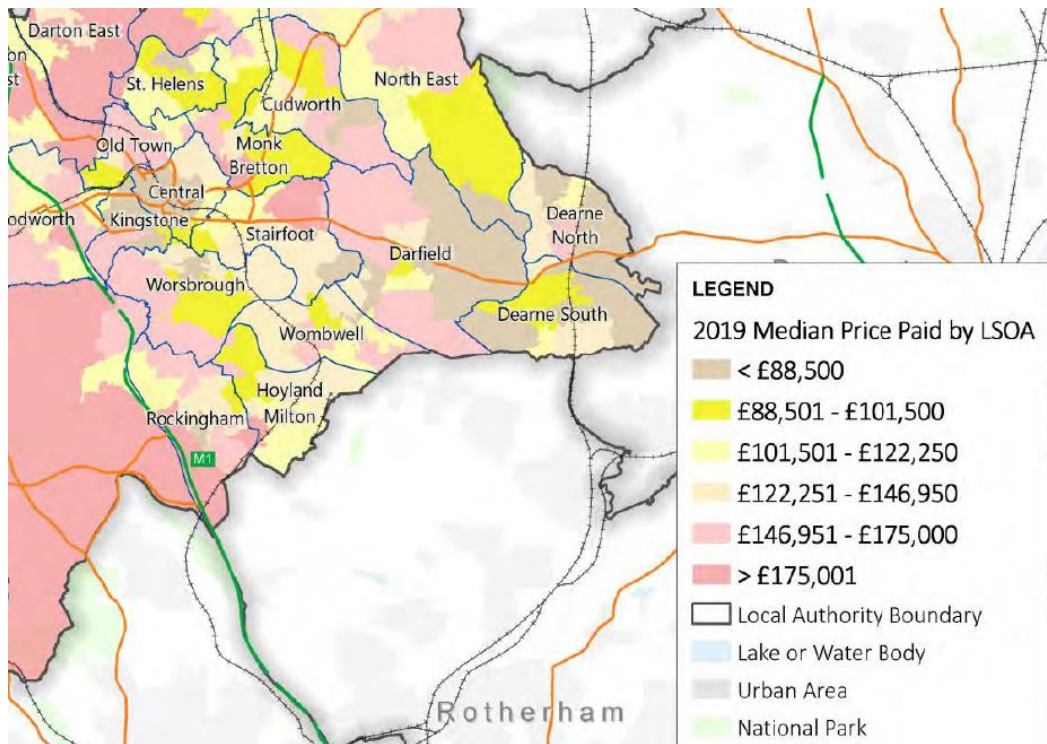 Darton East
on
st
St. Helens
North East
Cudworth
Old Town
Monk
Bretton
Central
Kingstone
odworth
Stairfoot
Dearne
North
Darfield
Worsbrough
Dearne South
Wombwell
Hoyland
Milton
Rockingham
M1
Rotherham
LEGEND
2019 Median Price Paid by LSOA
< £88,500
£88,501 - £101,500
£101,501 - £122,250
£122,251 - £146,950
£146,951 - £175,000
> £175,001
Local Authority Boundary
Lake or Water Body
Urban Area
National Park